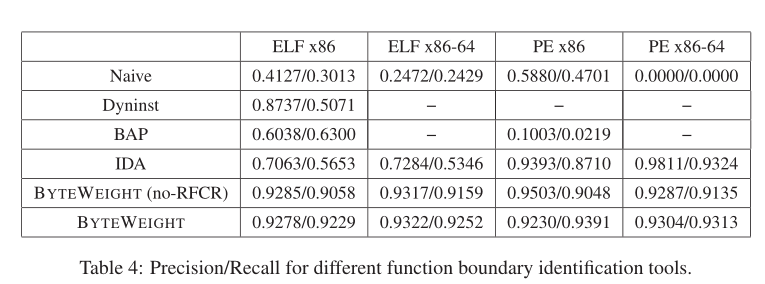 ELF x86 ELF x86-64 PE x86 PE x86-64
Naive 0.4127/0.3013 0.2472/0.2429 0.5880/0.4701 0.0000/0.0000
Dyninst 0.8737/0.5071 – – –
BAP 0.6038/0.6300 – 0.1003/0.0219 –
IDA 0.7063/0.5653 0.7284/0.5346 0.9393/0.8710 0.9811/0.9324
BYTEWEIGHT (no-RFCR) 0.9285/0.9058 0.9317/0.9159 0.9503/0.9048 0.9287/0.9135
BYTEWEIGHT 0.9278/0.9229 0.9322/0.9252 0.9230/0.9391 0.9304/0.9313
Table 4: Precision/Recall for different function boundary identification tools.